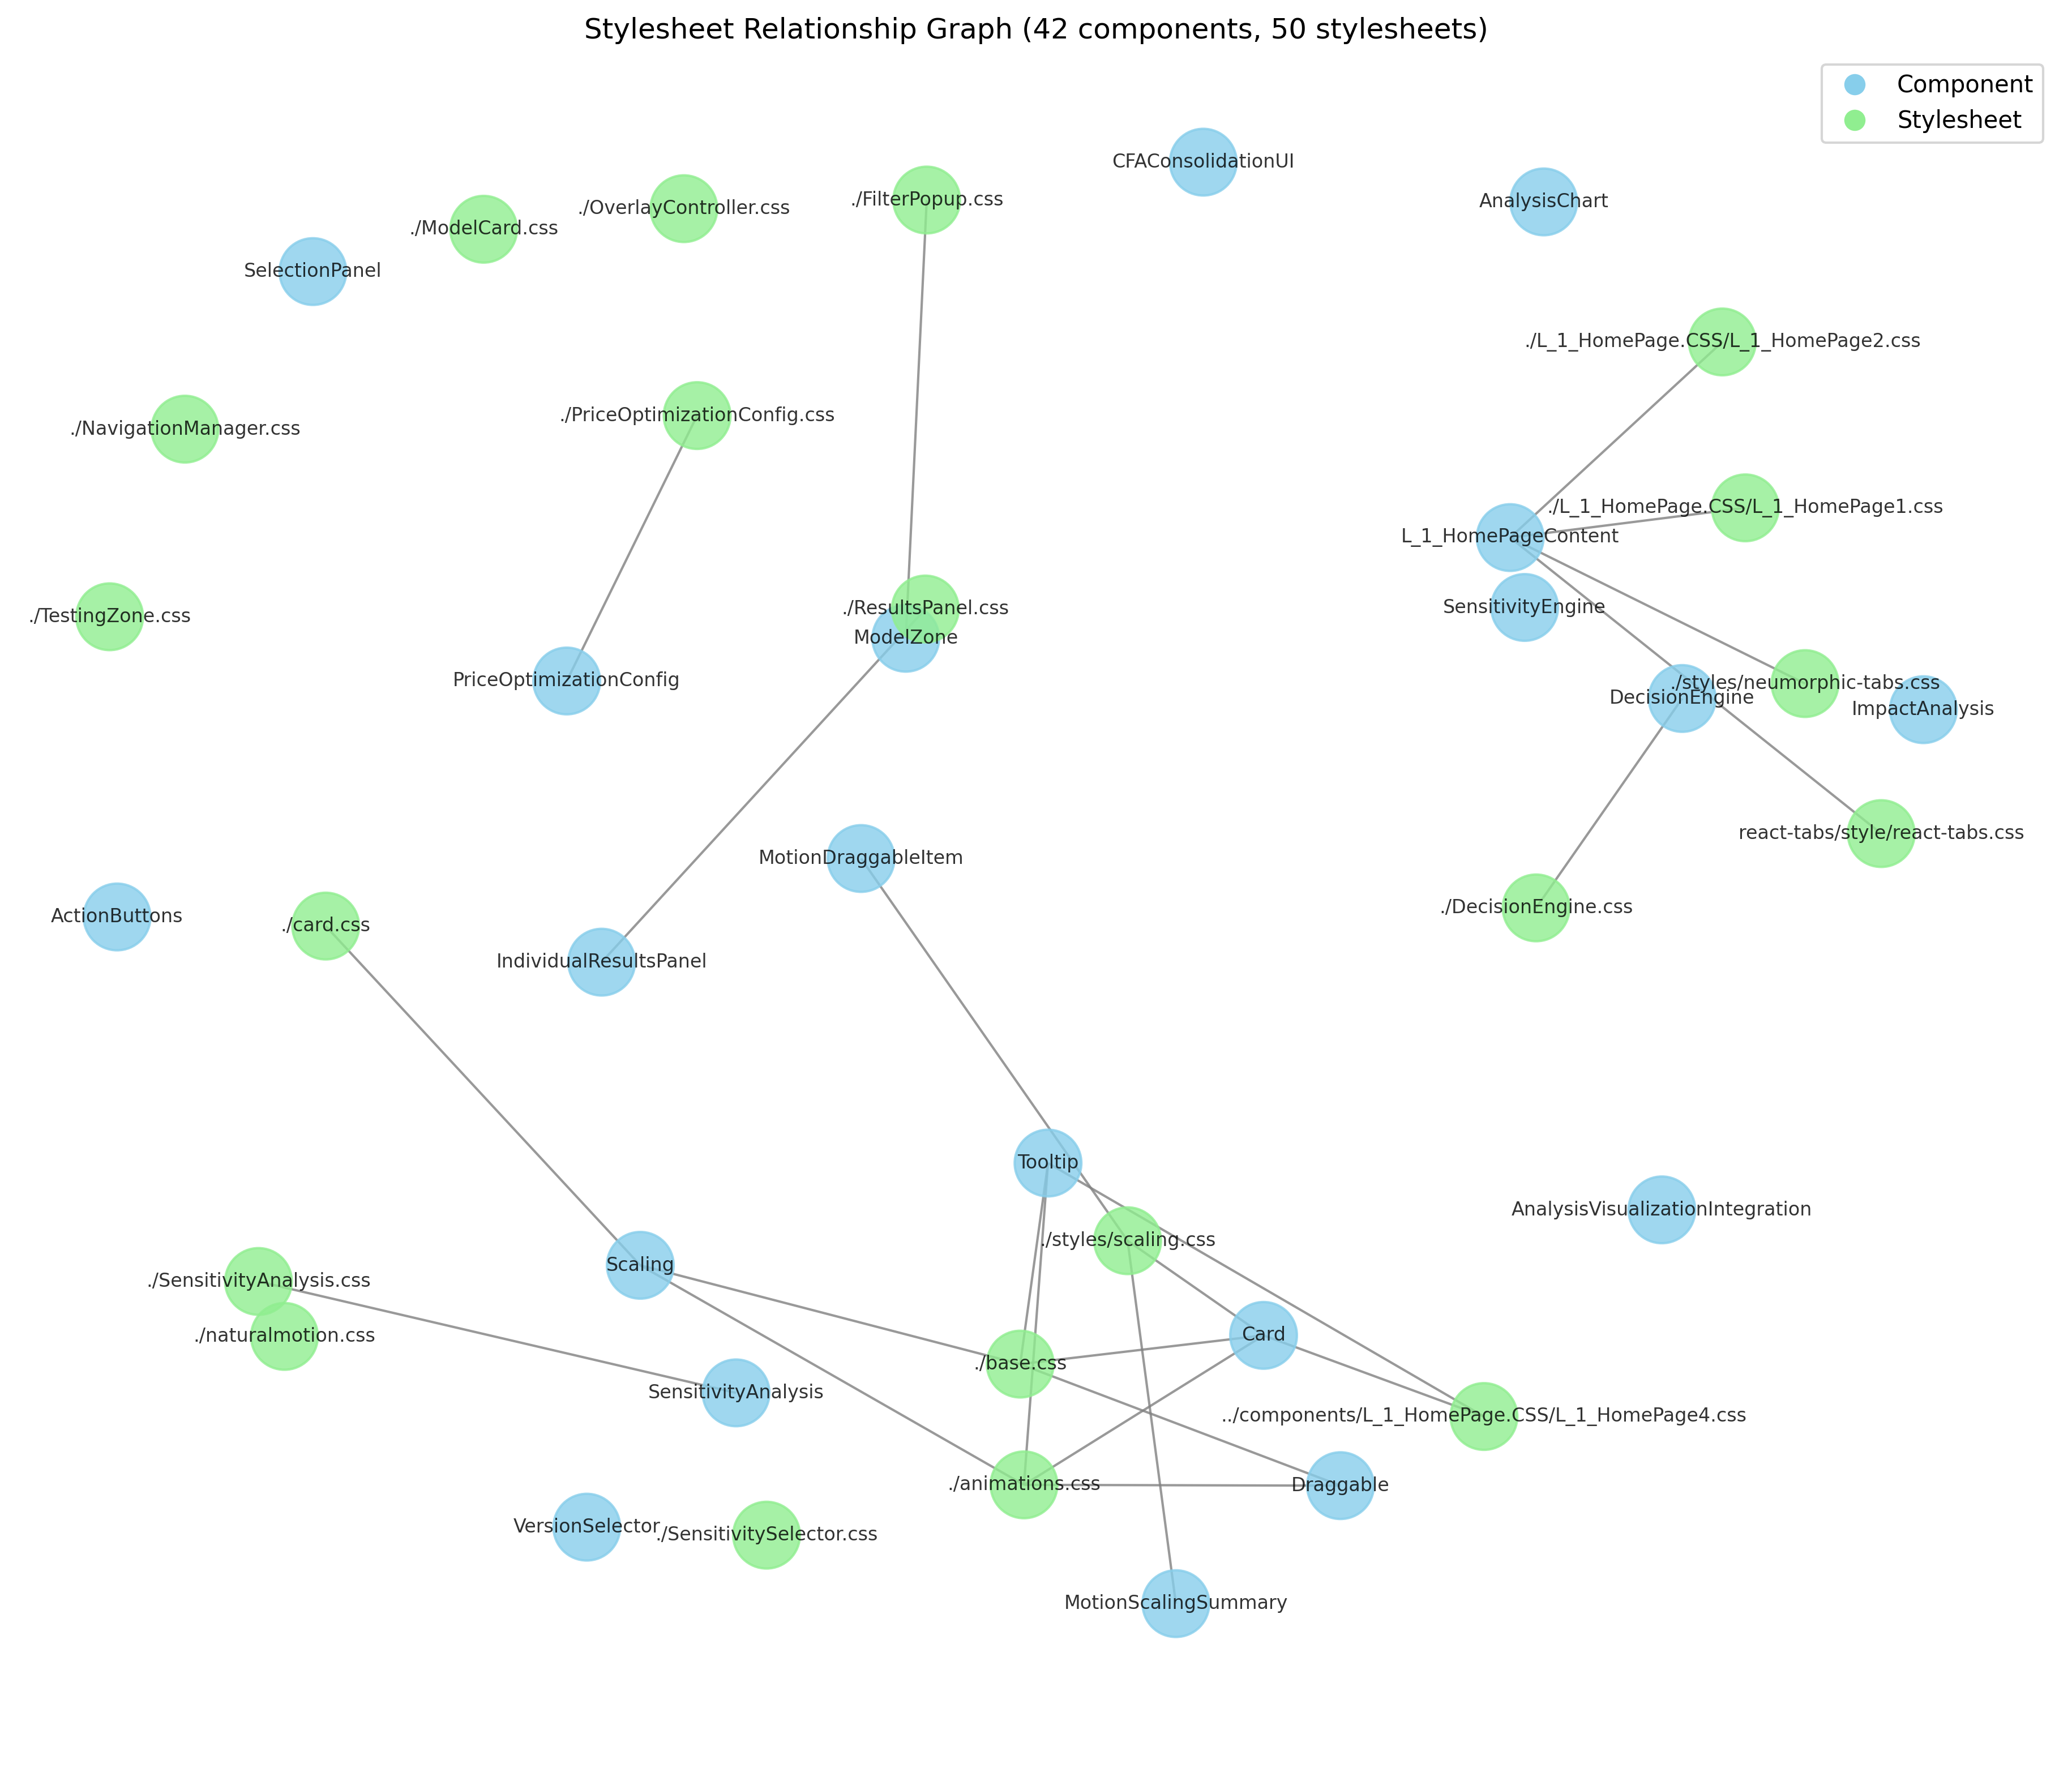 Stylesheet Relationship Graph (42 components, 50 stylesheets)
Component
Stylesheet
CFAConsolidationUI
AnalysisChart
./FilterPopup.css
./OverlayController.css
./ModelCard.css
SelectionPanel
./L_1_HomePage.CSS/L_1_HomePage2.css
./PriceOptimizationConfig.css
./NavigationManager.css
./L_1_HomePage.CSS/L_1_HomePage1.css
L_1_HomePageContent
SensitivityEngine
./ResultsPanel.css
./TestingZone.css
ModelZone
PriceOptimizationConfig
./styles/neumorphic-tabs.css
DecisionEngine
ImpactAnalysis
react-tabs/style/react-tabs.css
MotionDraggableItem
./DecisionEngine.css
ActionButtons
./card.css
IndividualResultsPanel
Tooltip
AnalysisVisualizationIntegration
./styles/scaling.css
Scaling
./SensitivityAnalysis.css
./naturalmotion.css
Card
./base.css
SensitivityAnalysis
../components/L_1_HomePage.CSS/L_1_HomePage4.css
./animations.css
Draggable
VersionSelector
./SensitivitySelector.css
MotionScalingSummary